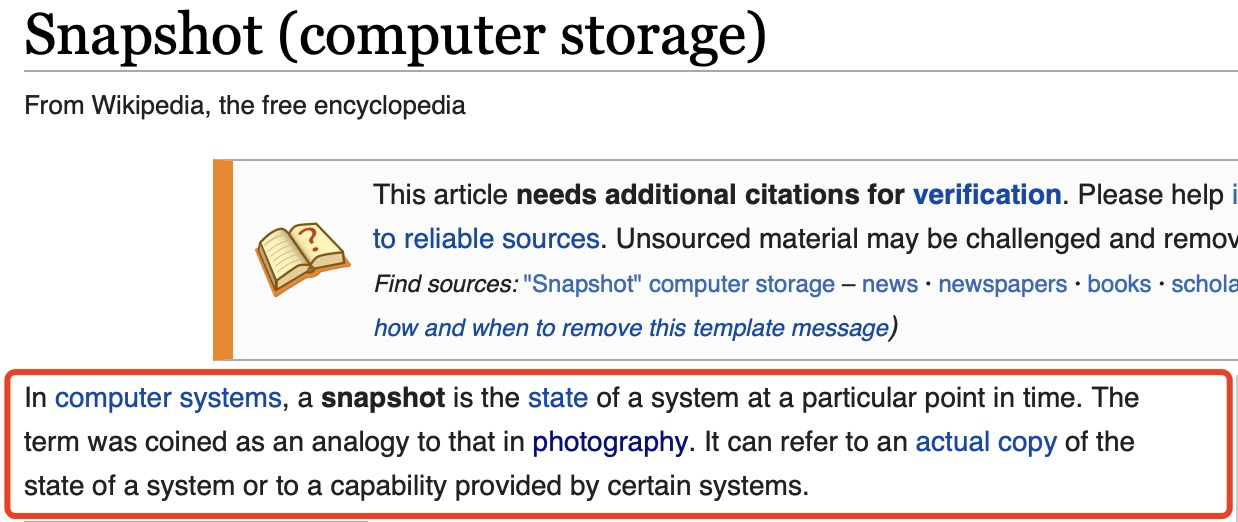 Snapshot (computer storage)
From Wikipedia, the free encyclopedia
This article needs additional citations for verification. Please help i
to reliable sources. Unsourced material may be challenged and remov
Find sources: "Snapshot" computer storage – news · newspapers · books · schola
how and when to remove this template message)
In computer systems, a snapshot is the state of a system at a particular point in time. The
term was coined as an analogy to that in photography. It can refer to an actual copy of the
state of a system or to a capability provided by certain systems.